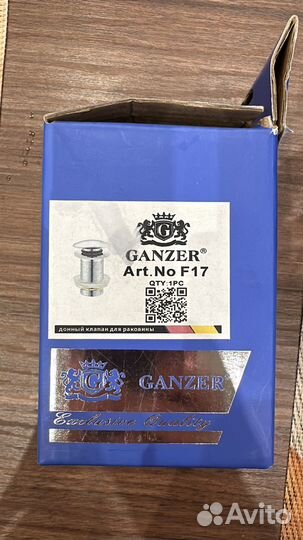 G
GANZER®
Art.No F17
QTY:1PC
донный клапан для раковины
G GANZER
Exclusive Quality
Avito